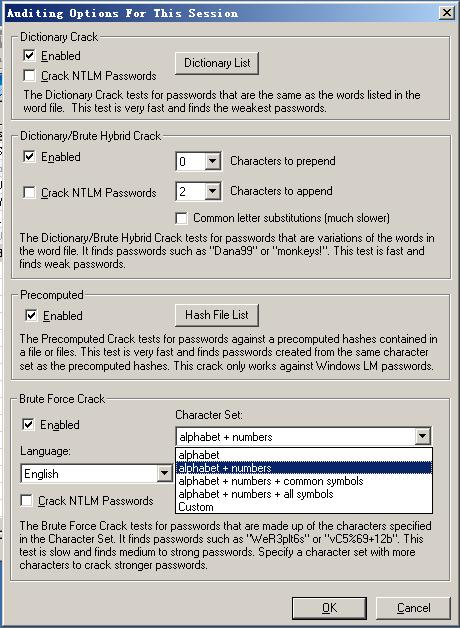 Auditing Options For This Session
Dictionary Crack
Enabled
Crack NTLM Passwords
Dictionary List
The Dictionary Crack tests for passwords that are the same as the words listed in the
word file. This test is very fast and finds the weakest passwords.
Dictionary/Brute Hybrid Crack
Enabled
0 Characters to prepend
Crack NTLM Passwords
2 Characters to append
Common letter substitutions (much slower)
The Dictionary/Brute Hybrid Crack tests for passwords that are variations of the words in
the word file. It finds passwords such as "Dana99" or "monkeys!". This test is fast and
finds weak passwords.
Precomputed
Enabled
Hash File List
The Precomputed Crack tests for passwords against a precomputed hashes contained in
a file or files. This test is very fast and finds passwords created from the same character
set as the precomputed hashes. This crack only works against Windows LM passwords.
Brute Force Crack
Enabled
Character Set:
alphabet + numbers
Language:
English
alphabet
alphabet + numbers
alphabet + numbers + common symbols
alphabet + numbers + all symbols
Custom
Crack NTLM Passwords
The Brute Force Crack tests for passwords that are made up of the characters specified
in the Character Set. It finds passwords such as "WeR3plt6s" or "vC5%69+12b". This
test is slow and finds medium to strong passwords. Specify a character set with more
characters to crack stronger passwords.
OK
Cancel